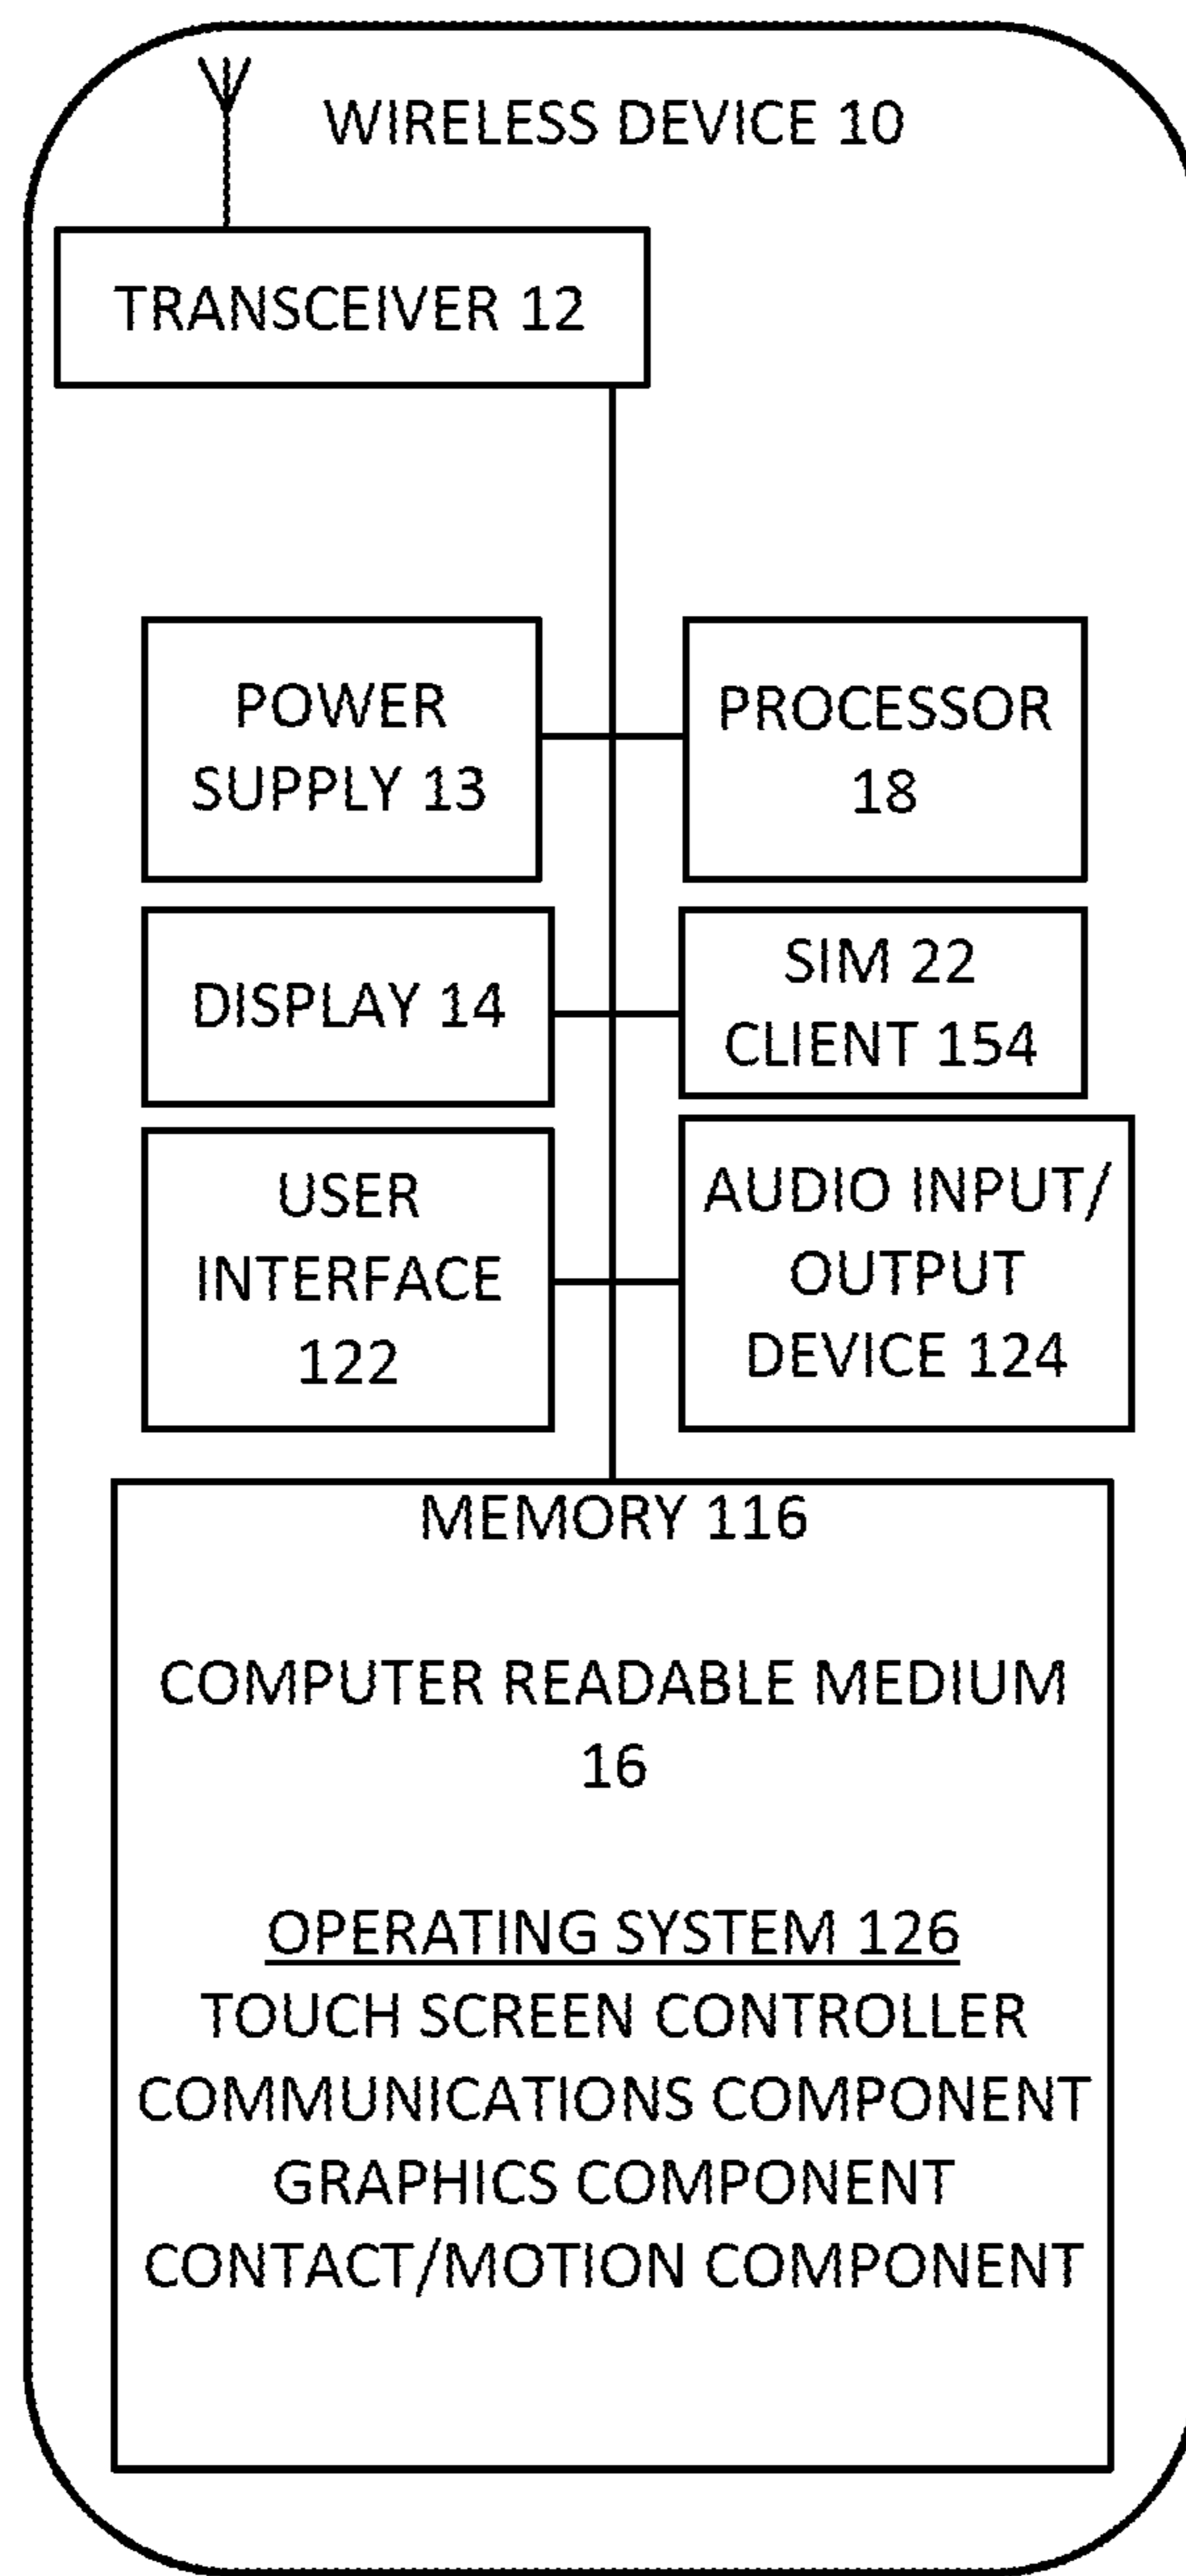 WIRELESS DEVICE 10
TRANSCEIVER 12
POWER
SUPPLY 13
PROCESSOR
18
DISPLAY 14
SIM 22
CLIENT 154
USER
INTERFACE
122
AUDIO INPUT/
OUTPUT
DEVICE 124
MEMORY 116
COMPUTER READABLE MEDIUM
16
OPERATING SYSTEM 126
TOUCH SCREEN CONTROLLER
COMMUNICATIONS COMPONENT
GRAPHICS COMPONENT
CONTACT/MOTION COMPONENT